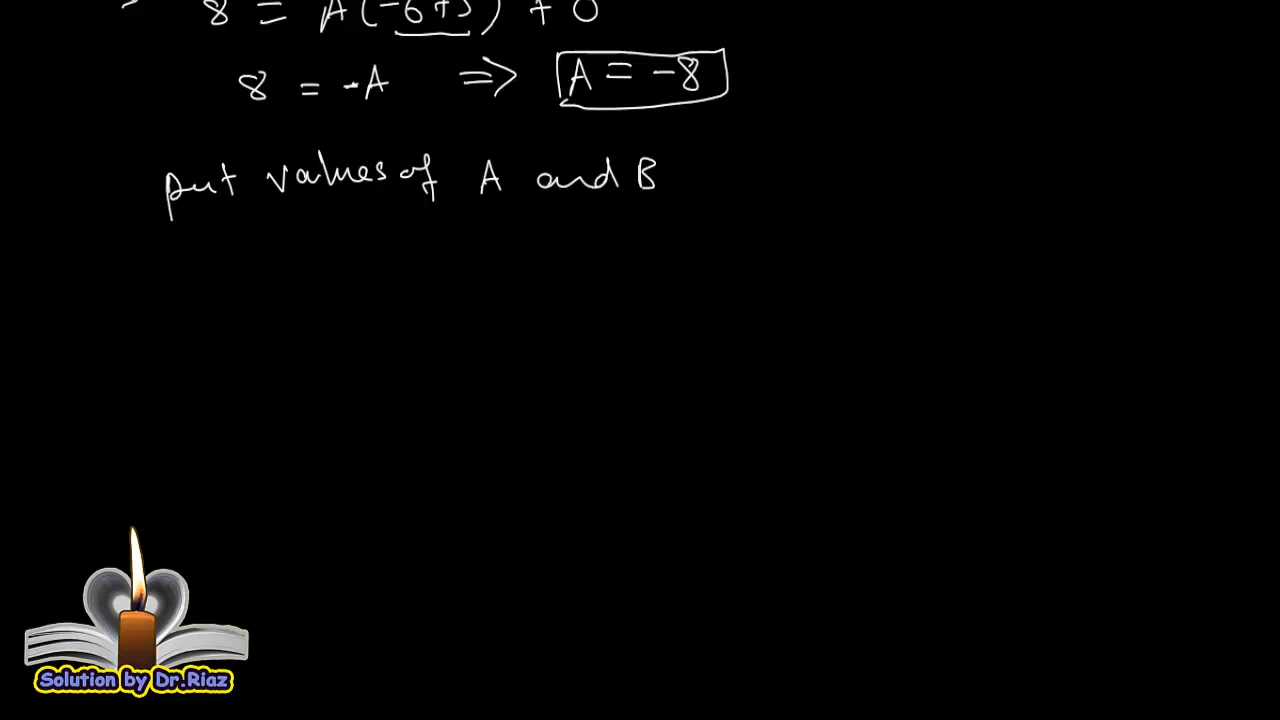 8 = A(-6+5) + 0
8 = -A => A = -8
put values of A and B
Solution by Dr.Riaz